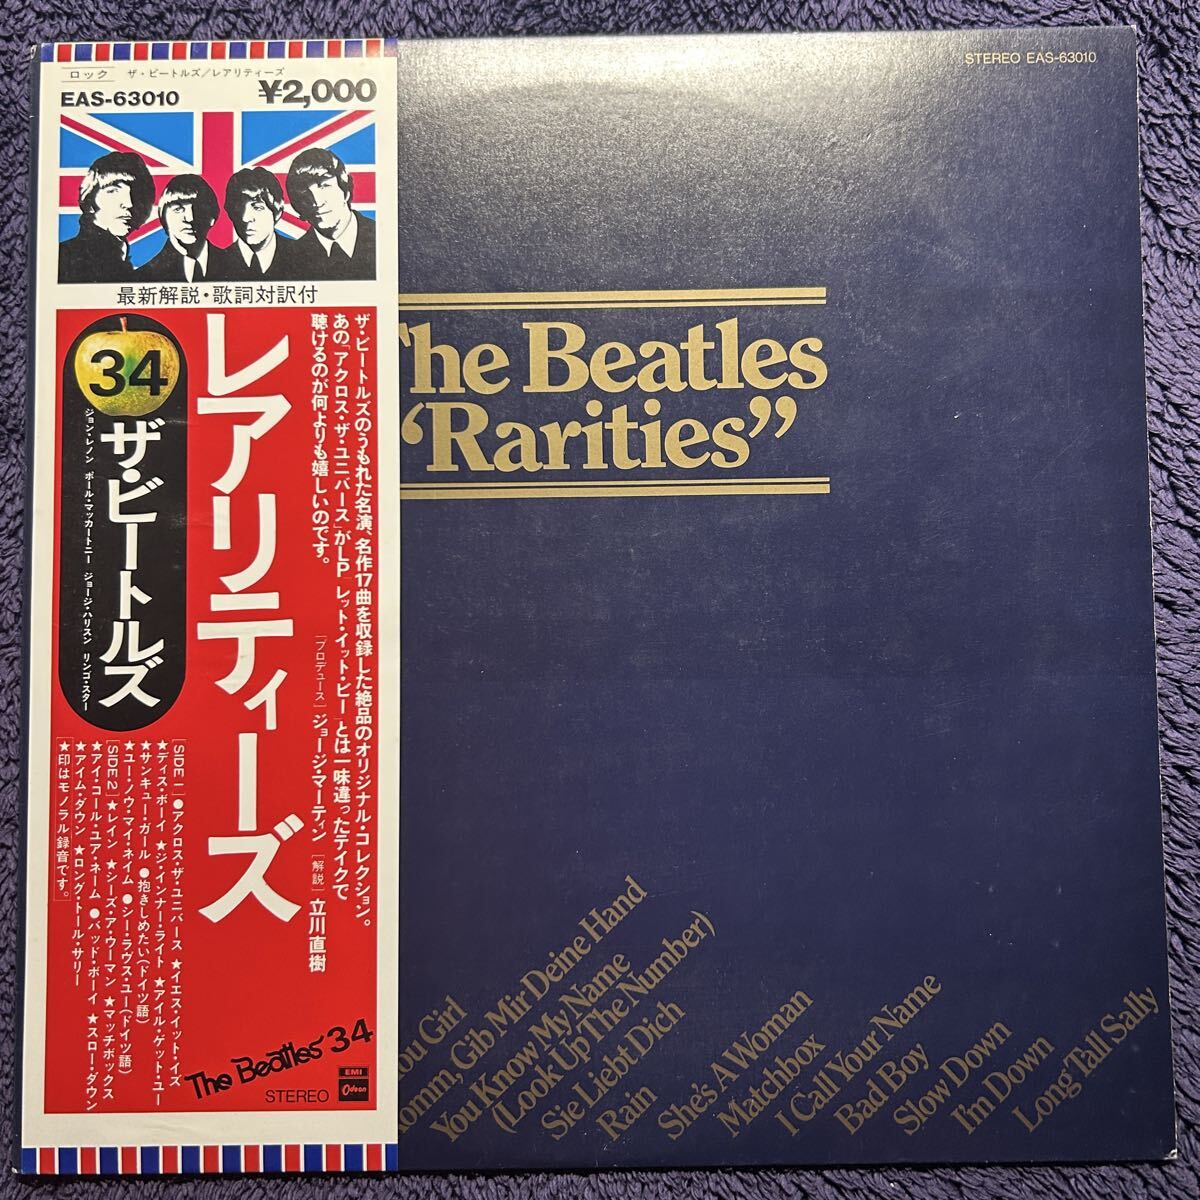 ロック
ザ・ビートルズ/レアリティーズ
EAS-63010
¥2,000
最新解説・歌詞対訳付
34
ザ・ビートルズ
ジョン・レノン ポール・マッカートニー ジョージ・ハリスン リンゴ・スター
レアリティーズ
ザ・ビートルズのうもれた名演、名作17曲を収録した絶品のオリジナル・コレクション。
あの「アクロス・ザ・ユニバース」がLP「レット・イット・ビー」とは一味違ったテイクで
聴けるのが何よりも嬉しいのです。
[プロデュース] ジョージ・マーティン [解説] 立川直樹
[SIDE 1] ●アクロス・ザ・ユニバース ★イエス・イット・イズ
★ディス・ボーイ ★ジ・インナー・ライト ★アイル・ゲット・ユー
★サンキュー・ガール ●抱きしめたい(ドイツ語)
★ユー・ノウ・マイ・ネイム ●シー・ラヴス・ユー(ドイツ語)
[SIDE 2] ★レイン ★シーズ・ア・ウーマン ★マッチボックス
★アイ・コール・ユア・ネーム ●バッド・ボーイ ★スロー・ダウン
★アイム・ダウン ★ロング・トール・サリー
★印はモノラル録音です。
The Beatles '34
STEREO
EMI
Odeon
STEREO EAS-63010
The Beatles
“Rarities”
ou Girl
omm, Gib Mir Deine Hand
You Know My Name
(Look Up The Number)
Sie Liebt Dich
Rain
She's A Woman
Matchbox
I Call Your Name
Bad Boy
Slow Down
I'm Down
Long Tall Sally